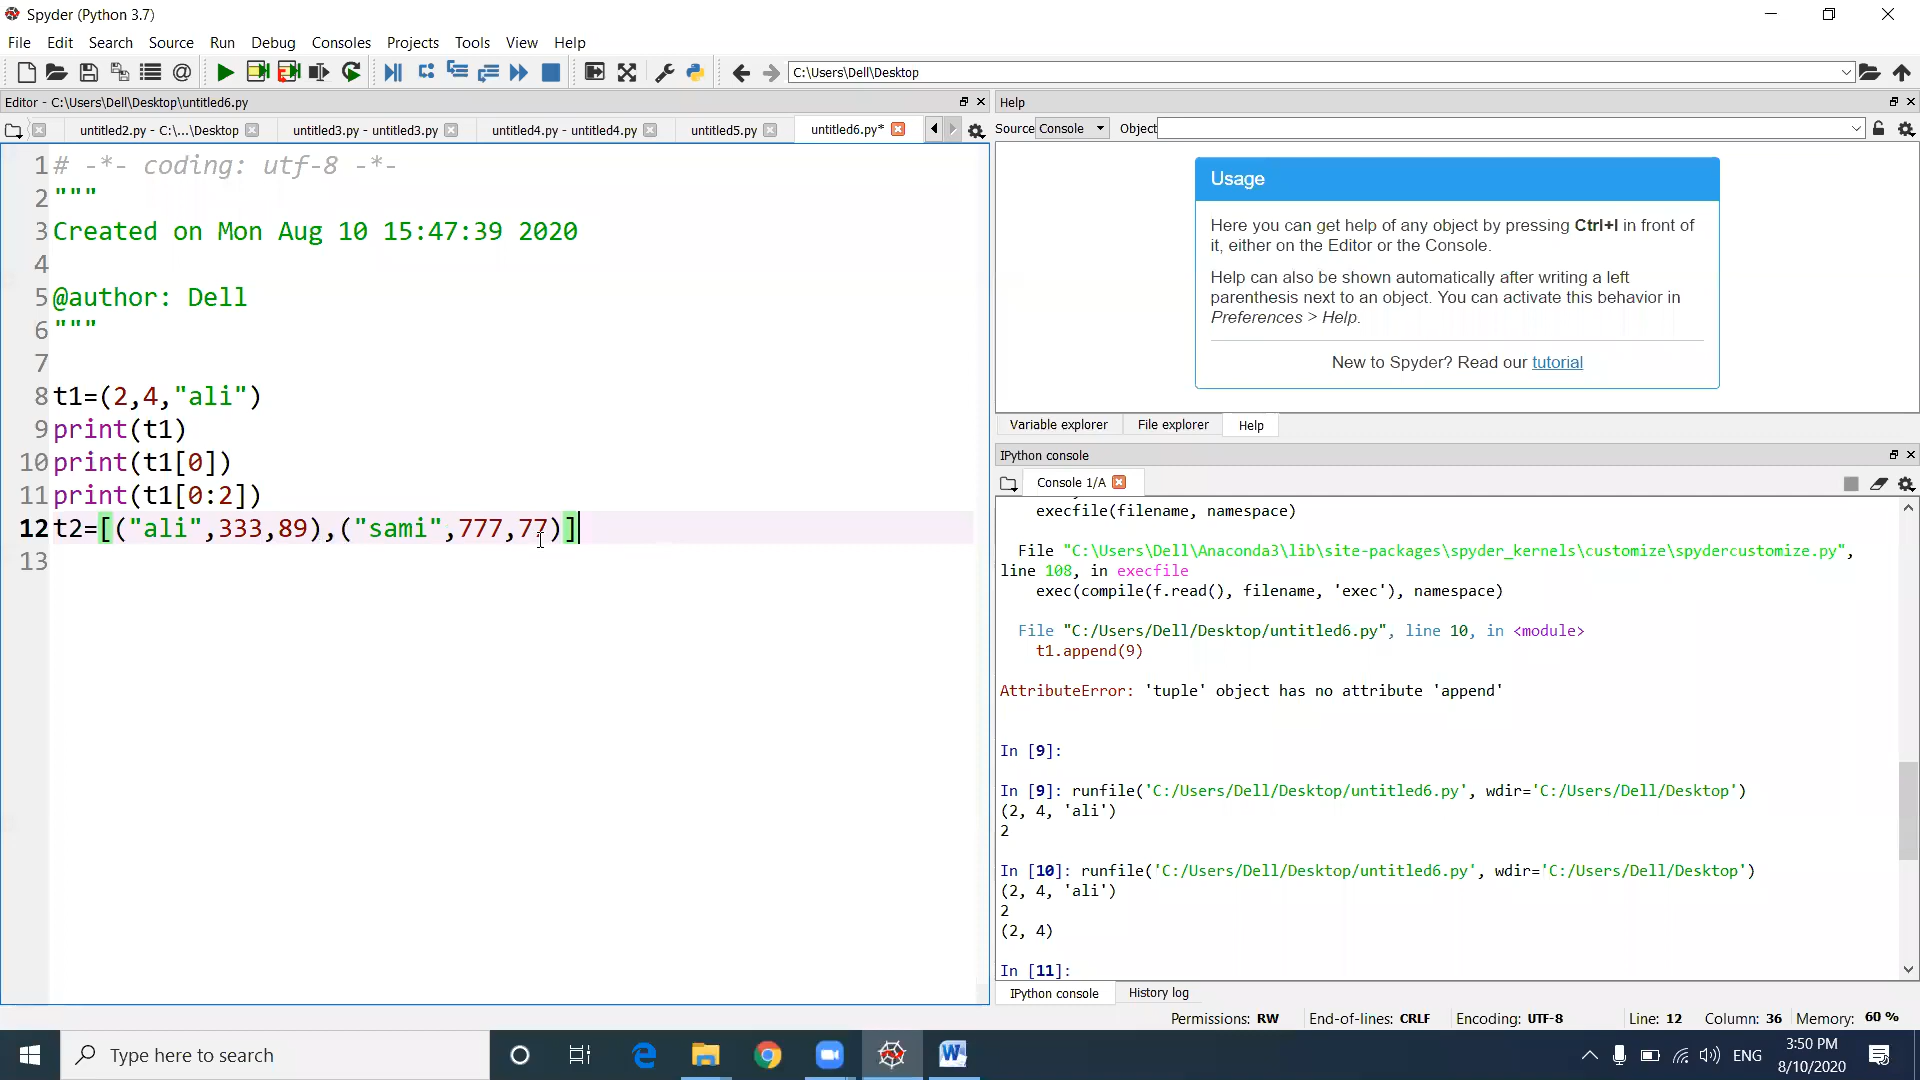 Spyder (Python 3.7)
File Edit Search Source Run Debug Consoles Projects Tools View Help
C:\Users\Dell\Desktop
Editor - C:\Users\Dell\Desktop\untitled6.py
untitled2.py - C:\...\Desktop untitled3.py - untitled3.py untitled4.py - untitled4.py untitled5.py untitled6.py*
1 # -*- coding: utf-8 -*-
2 """
3 Created on Mon Aug 10 15:47:39 2020
4
5 @author: Dell
6 """
7
8 t1=(2,4,"ali")
9 print(t1)
10 print(t1[0])
11 print(t1[0:2])
12 t2=[("ali",333,89),("sami",777,77)]
13
Help
Source Console Object
Usage
Here you can get help of any object by pressing Ctrl+I in front of
it, either on the Editor or the Console.
Help can also be shown automatically after writing a left
parenthesis next to an object. You can activate this behavior in
Preferences > Help.
New to Spyder? Read our tutorial
Variable explorer File explorer Help
IPython console
Console 1/A
execfile(filename, namespace)
File "C:\Users\Dell\Anaconda3\lib\site-packages\spyder_kernels\customize\spydercustomize.py",
line 108, in execfile
exec(compile(f.read(), filename, 'exec'), namespace)
File "C:/Users/Dell/Desktop/untitled6.py", line 10, in <module>
t1.append(9)
AttributeError: 'tuple' object has no attribute 'append'
In [9]:
In [9]: runfile('C:/Users/Dell/Desktop/untitled6.py', wdir='C:/Users/Dell/Desktop')
(2, 4, 'ali')
2
In [10]: runfile('C:/Users/Dell/Desktop/untitled6.py', wdir='C:/Users/Dell/Desktop')
(2, 4, 'ali')
2
(2, 4)
In [11]:
IPython console History log
Permissions: RW End-of-lines: CRLF Encoding: UTF-8 Line: 12 Column: 36 Memory: 60 %
Type here to search
ENG
3:50 PM
8/10/2020